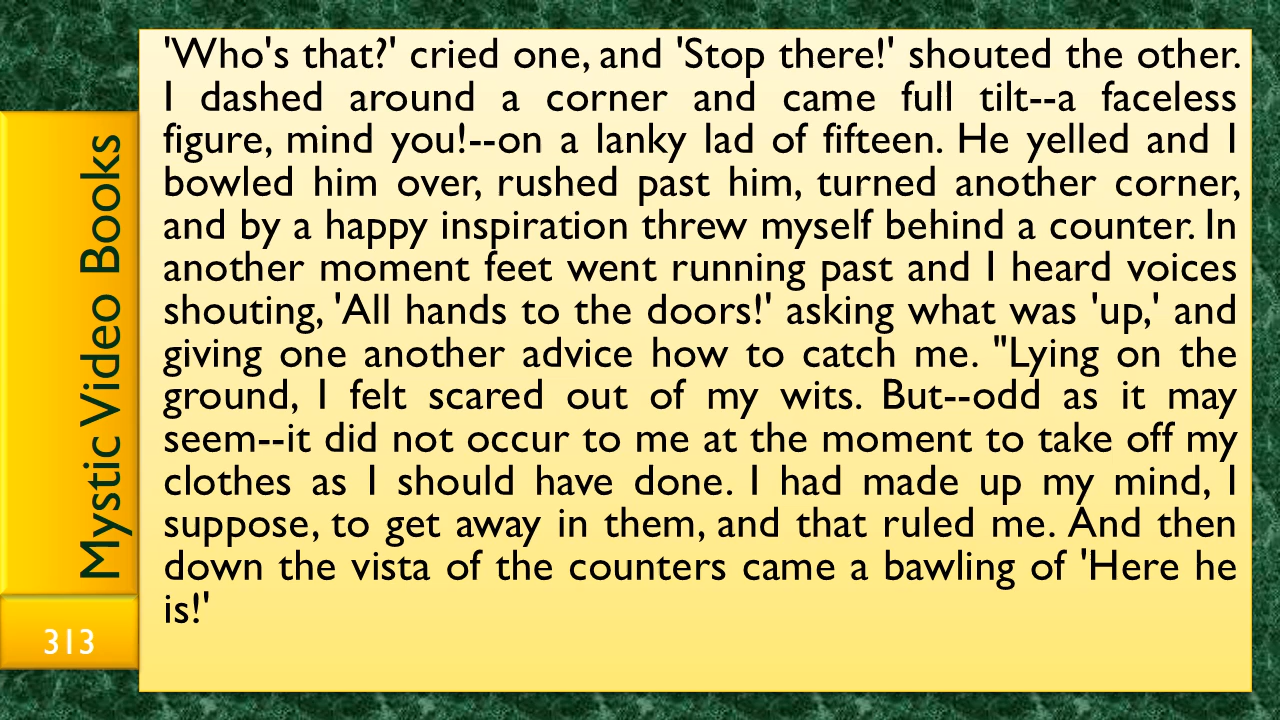 'Who's that?' cried one, and 'Stop there!' shouted the other.
I dashed around a corner and came full tilt--a faceless
figure, mind you!--on a lanky lad of fifteen. He yelled and I
bowled him over, rushed past him, turned another corner,
and by a happy inspiration threw myself behind a counter. In
another moment feet went running past and I heard voices
shouting, 'All hands to the doors!' asking what was 'up,' and
giving one another advice how to catch me. "Lying on the
ground, I felt scared out of my wits. But--odd as it may
seem--it did not occur to me at the moment to take off my
clothes as I should have done. I had made up my mind, I
suppose, to get away in them, and that ruled me. And then
down the vista of the counters came a bawling of 'Here he
is!'
Mystic Video Books
313